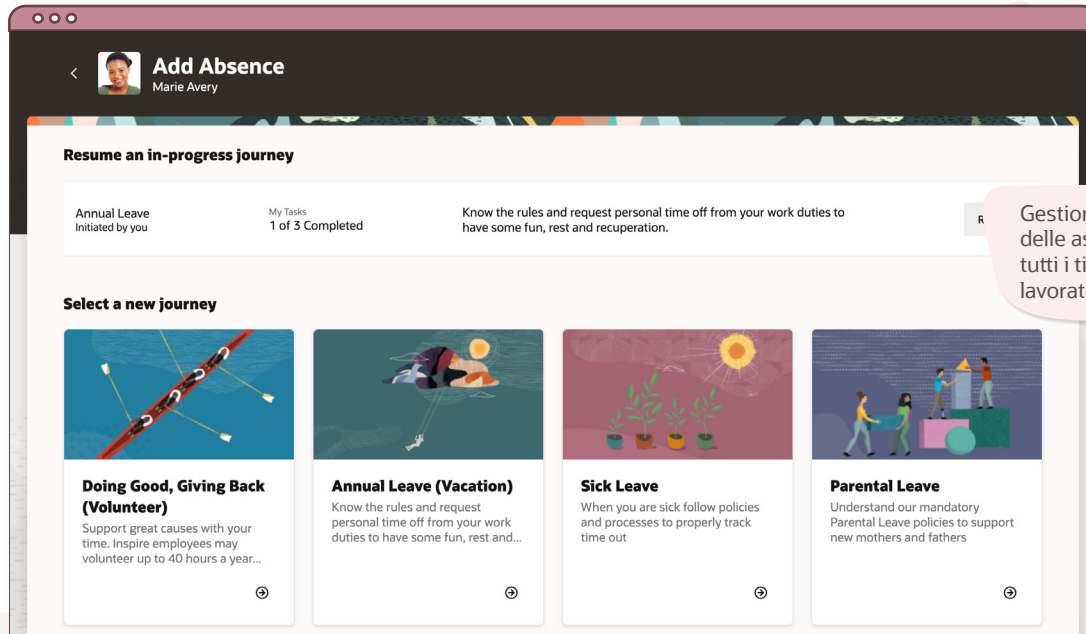 Add Absence
Marie Avery
Resume an in-progress journey
Annual Leave
Initiated by you
My Tasks
1 of 3 Completed
Know the rules and request personal time off from your work duties to
have some fun, rest and recuperation.
Select a new journey
Doing Good, Giving Back
(Volunteer)
Support great causes with your
time. Inspire employees may
volunteer up to 40 hours a year...
Annual Leave (Vacation)
Know the rules and request
personal time off from your work
duties to have some fun, rest and...
Sick Leave
When you are sick follow policies
and processes to properly track
time out
Parental Leave
Understand our mandatory
Parental Leave policies to support
new mothers and fathers
delle
tutti i